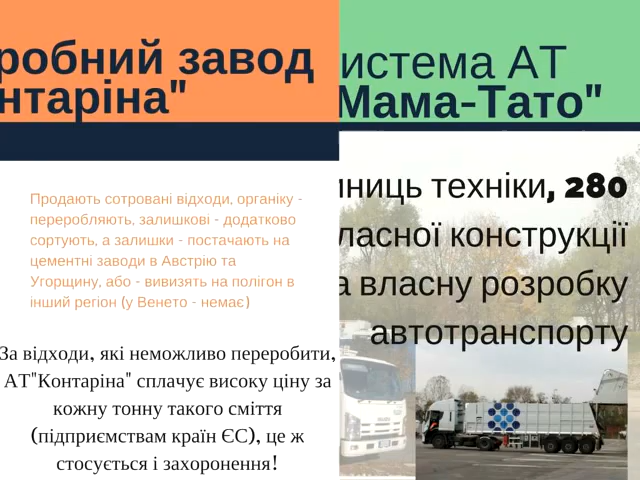 робний завод
нтаріна"
Продають сотровані відходи, органіку -
переробляють, залишкові - додатково
сортують, а залишки - постачають на
цементні заводи в Австрію та
Угорщину, або - вивизять на полігон в
інший регіон (у Венето - немає)
За відходи, які неможливо переробити,
АТ"Контаріна" сплачує високу ціну за
кожну тонну такого сміття
(підприємствам країн ЄС), це ж
стосується і захоронення!
истема АТ
Мама-Тато"
ниць техніки, 280
ласної конструкції
а власну розробку
автотранспорту